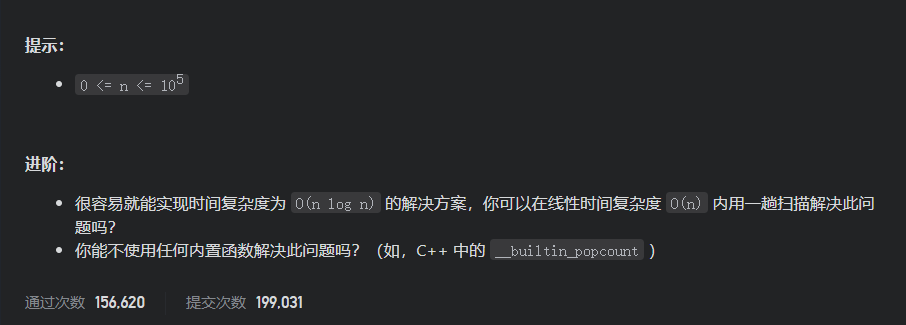 提示：
0 <= n <= 10^5
进阶：
很容易就能实现时间复杂度为 O(n log n) 的解决方案，你可以在线性时间复杂度 O(n) 内用一趟扫描解决此问
题吗？
你能不使用任何内置函数解决此问题吗？（如，C++ 中的 __builtin_popcount ）
通过次数 156,620 提交次数 199,031